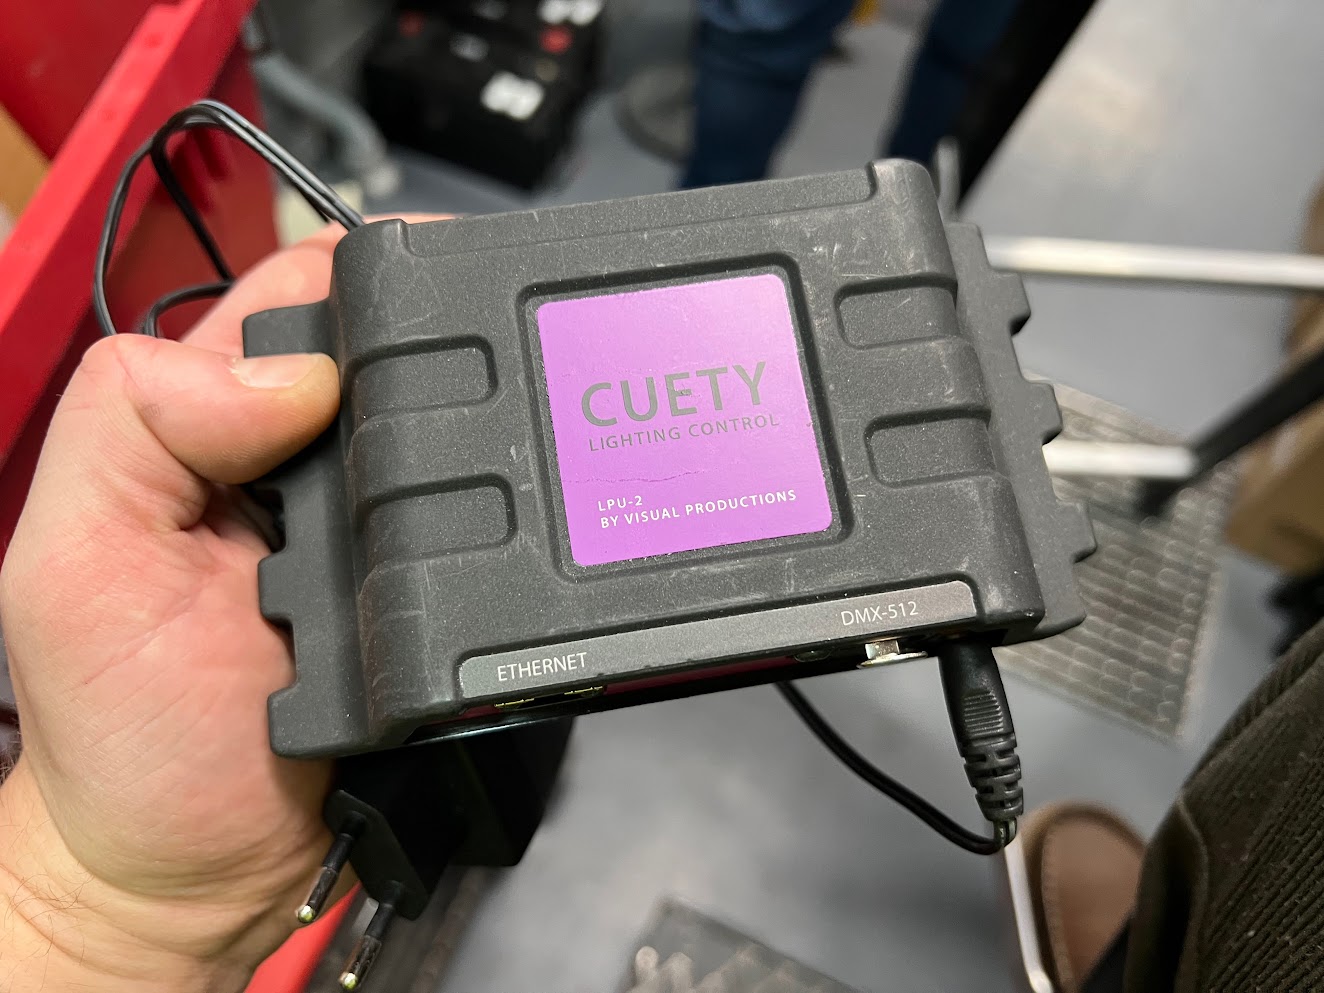 CUETY
LIGHTING CONTROL
LPU-2
BY VISUAL PRODUCTIONS
ETHERNET
DMX-512